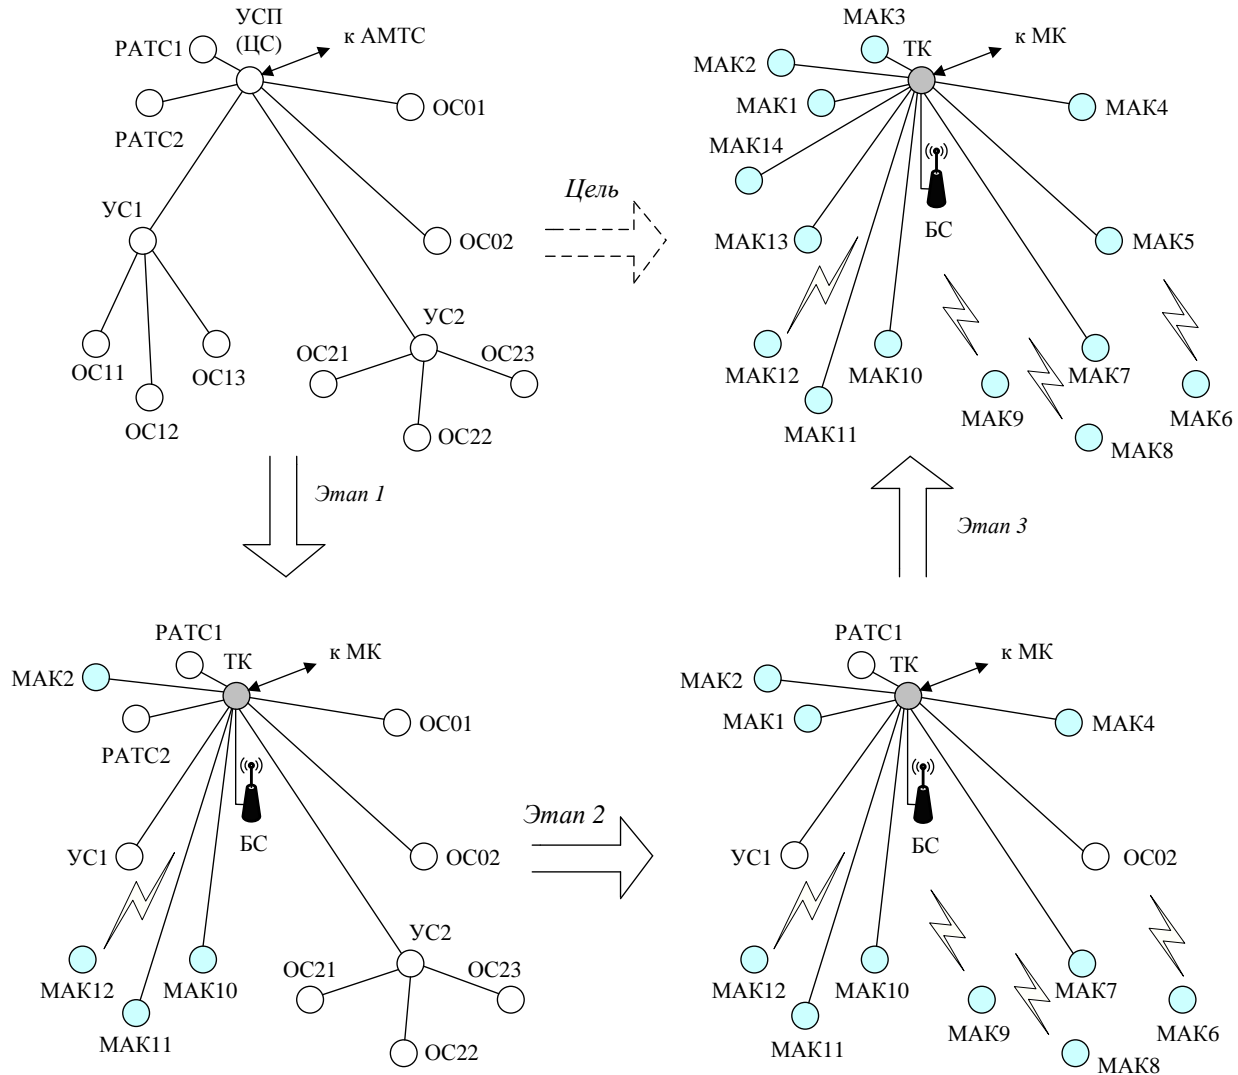 УСП
(ЦС)
к АМТС
РАТС1
РАТС2
ОС01
УС1
ОС02
УС2
ОС11
ОС12
ОС13
ОС21
ОС22
ОС23
Цель
МАК3
ТК
к МК
МАК2
МАК1
МАК4
МАК14
БС
МАК13
МАК5
МАК12
МАК10
МАК7
МАК11
МАК9
МАК6
МАК8
Этап 1
Этап 3
РАТС1
ТК
к МК
МАК2
РАТС2
ОС01
БС
УС1
ОС02
УС2
МАК12
МАК10
МАК11
ОС21
ОС23
ОС22
Этап 2
РАТС1
ТК
к МК
МАК2
МАК1
МАК4
БС
УС1
ОС02
МАК12
МАК10
МАК7
МАК11
МАК9
МАК6
МАК8